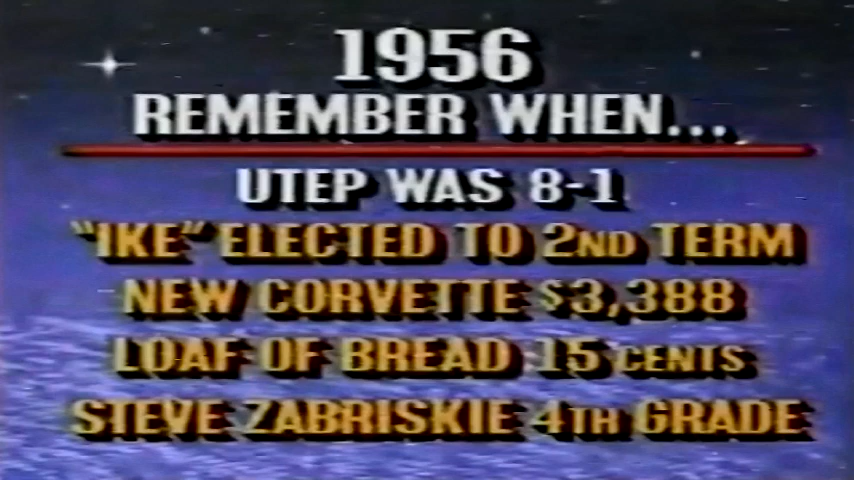 1956
REMEMBER WHEN...
UTEP WAS 8-1
"IKE" ELECTED TO 2ND TERM
NEW CORVETTE $3,388
LOAF OF BREAD 15 CENTS
STEVE ZABRISKIE 4TH GRADE